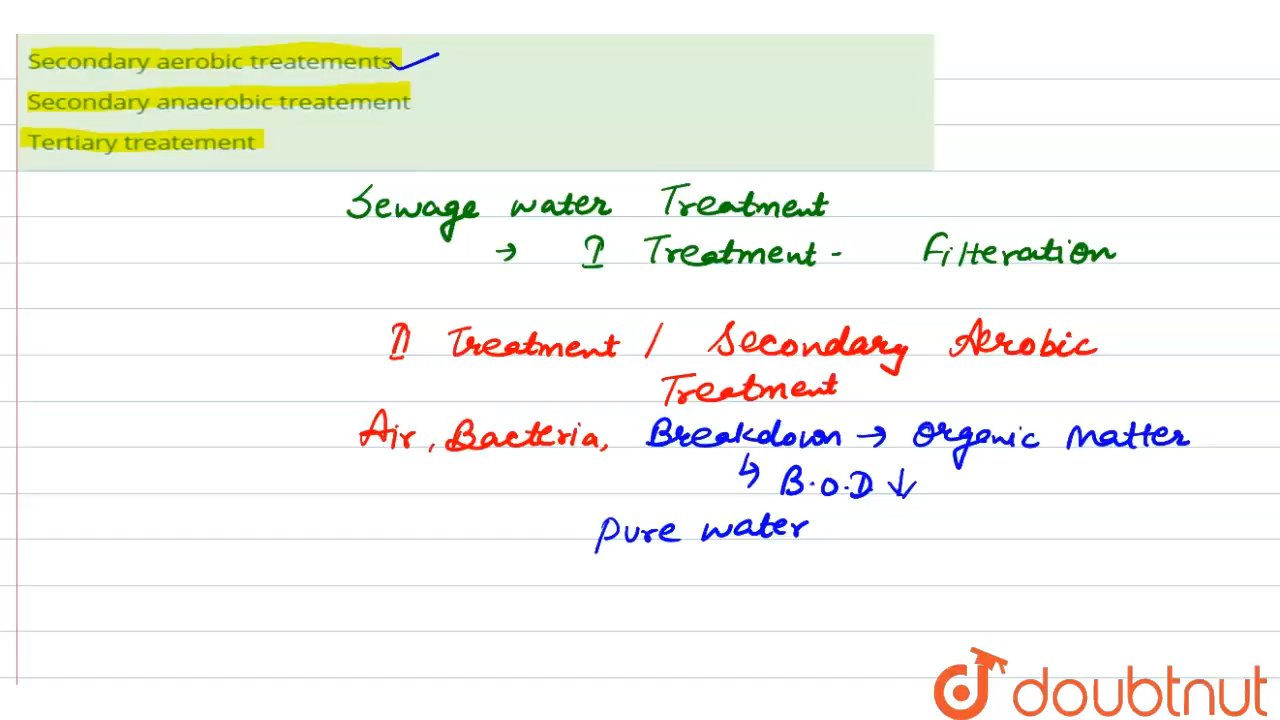 Secondary aerobic treatements
Secondary anaerobic treatement
Tertiary treatement
Sewage water Treatment
→ I Treatment - Filteration
II Treatment / Secondary Aerobic
Treatment
Air, Bacteria, Breakdown → Organic Matter
↳ B.O.D ↓
Pure water
doubtnut